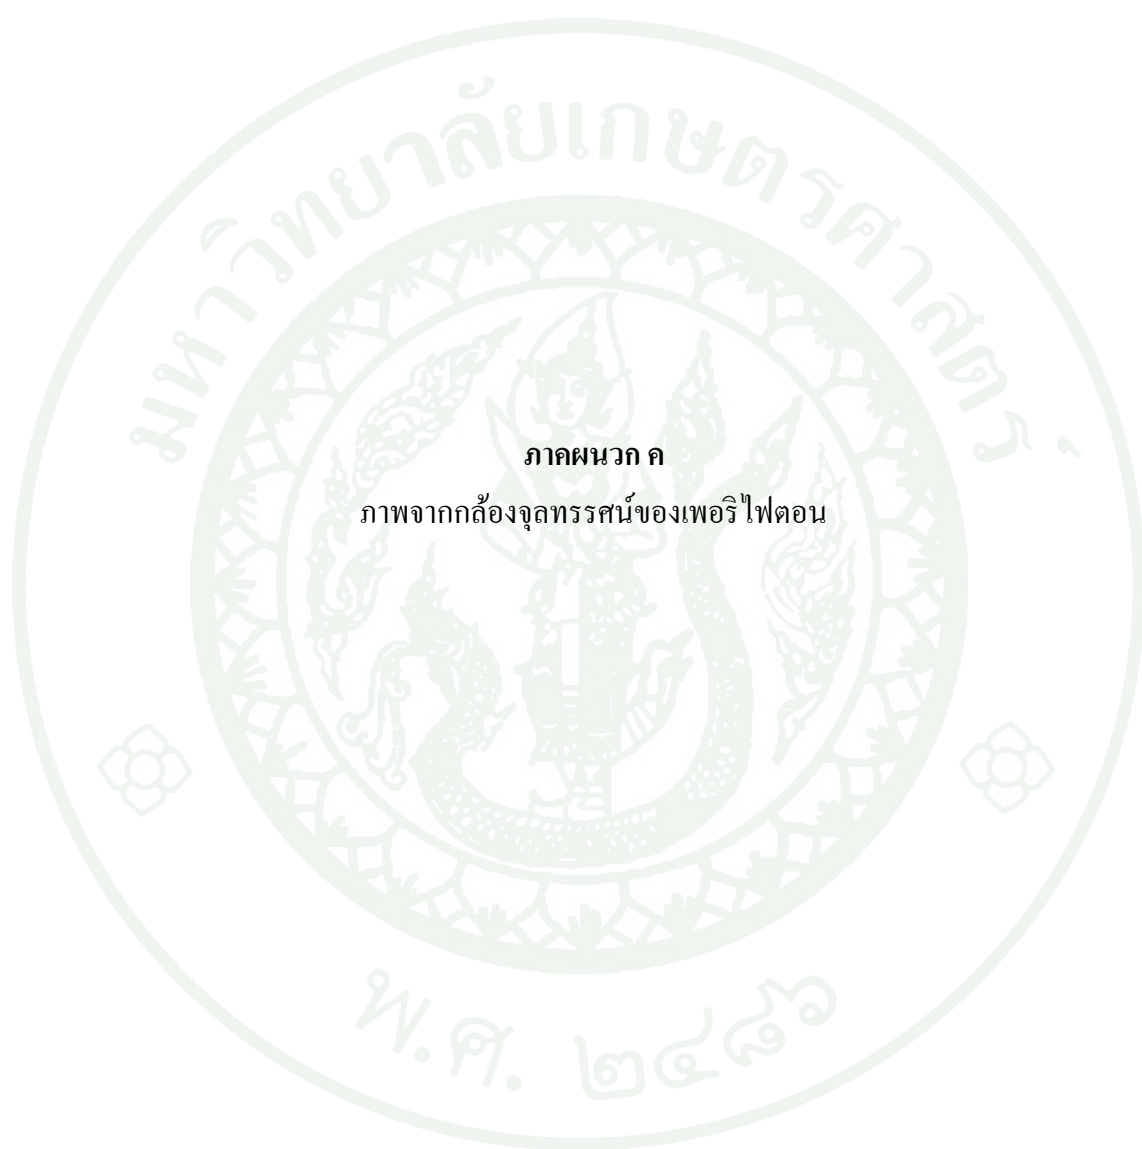 มหาวิทยาลัยเกษตรศาสตร์
ภาคผนวก ค
ภาพจากกล้องจุลทรรศน์ของเพอริไฟตอน
พ.ศ. ๒๔๘๖